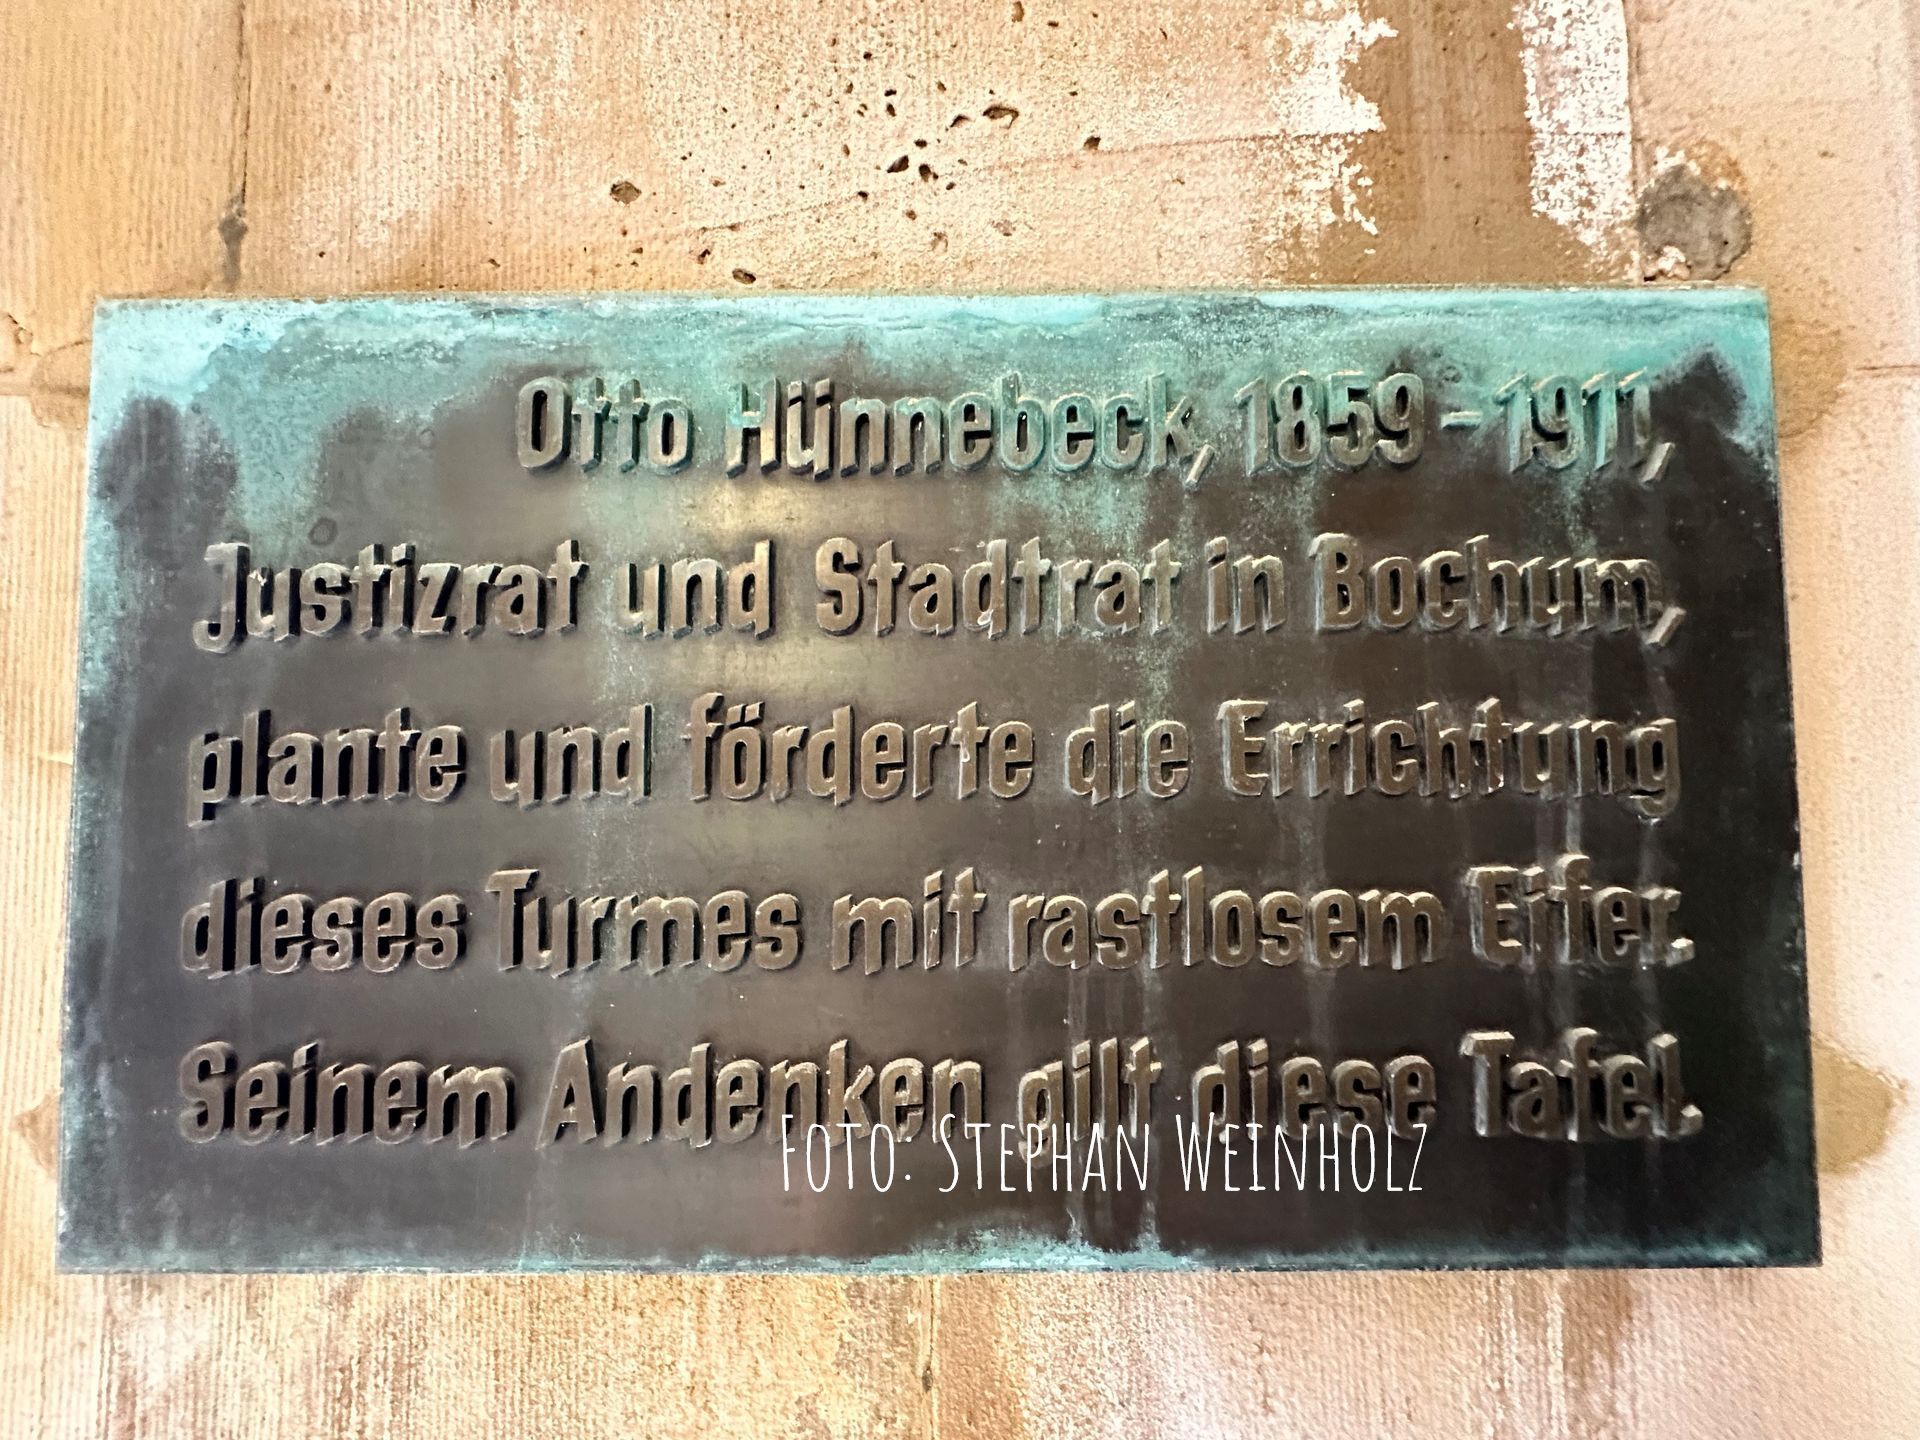 Otto Hünnebeck, 1859 - 1911,
Justizrat und Stadtrat in Bochum,
plante und förderte die Errichtung
dieses Turmes mit rastlosem Eifer.
Seinem Andenken gilt diese Tafel.
Foto: Stephan Weinholz